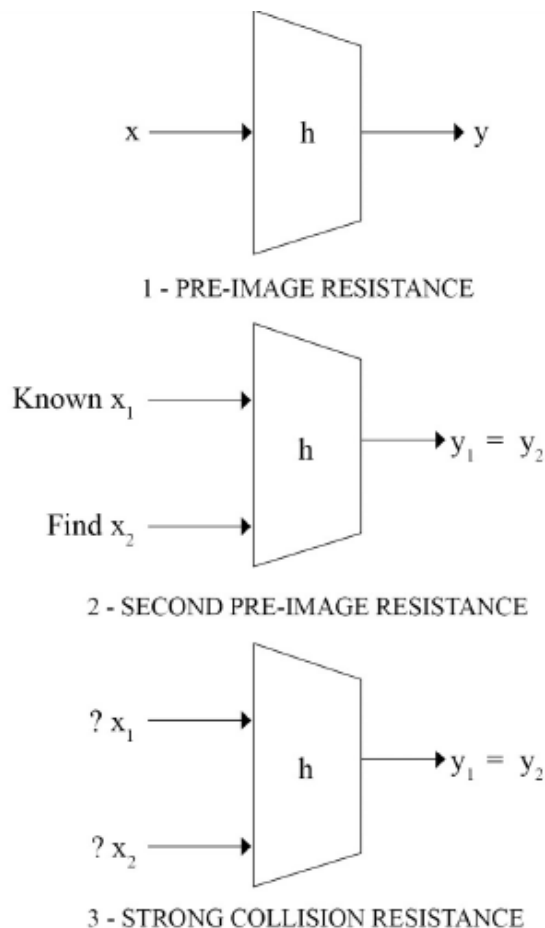 x h y
1 - PRE-IMAGE RESISTANCE
Known x₁
h y₁ = y₂
Find x₂
2 - SECOND PRE-IMAGE RESISTANCE
? x₁
h y₁ = y₂
? x₂
3 - STRONG COLLISION RESISTANCE